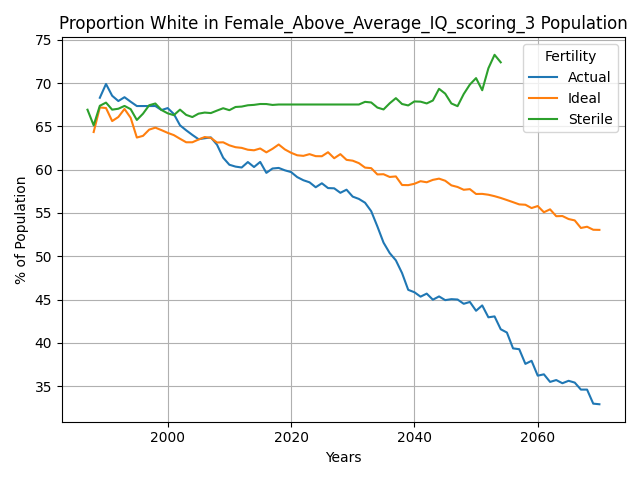 Proportion White in Female_Above_Average_IQ_scoring_3 Population
75
70
65
60
55
50
45
40
35
% of Population
2000
2020
2040
2060
Years
Fertility
Actual
Ideal
Sterile